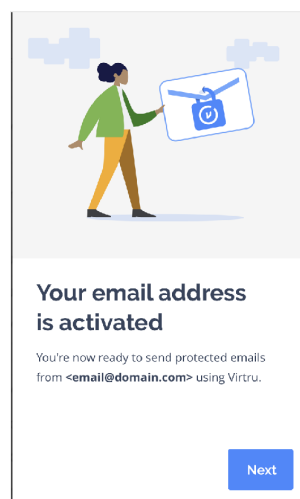 Your email address
is activated
You're now ready to send protected emails
from <email@domain.com> using Virtru.
Next